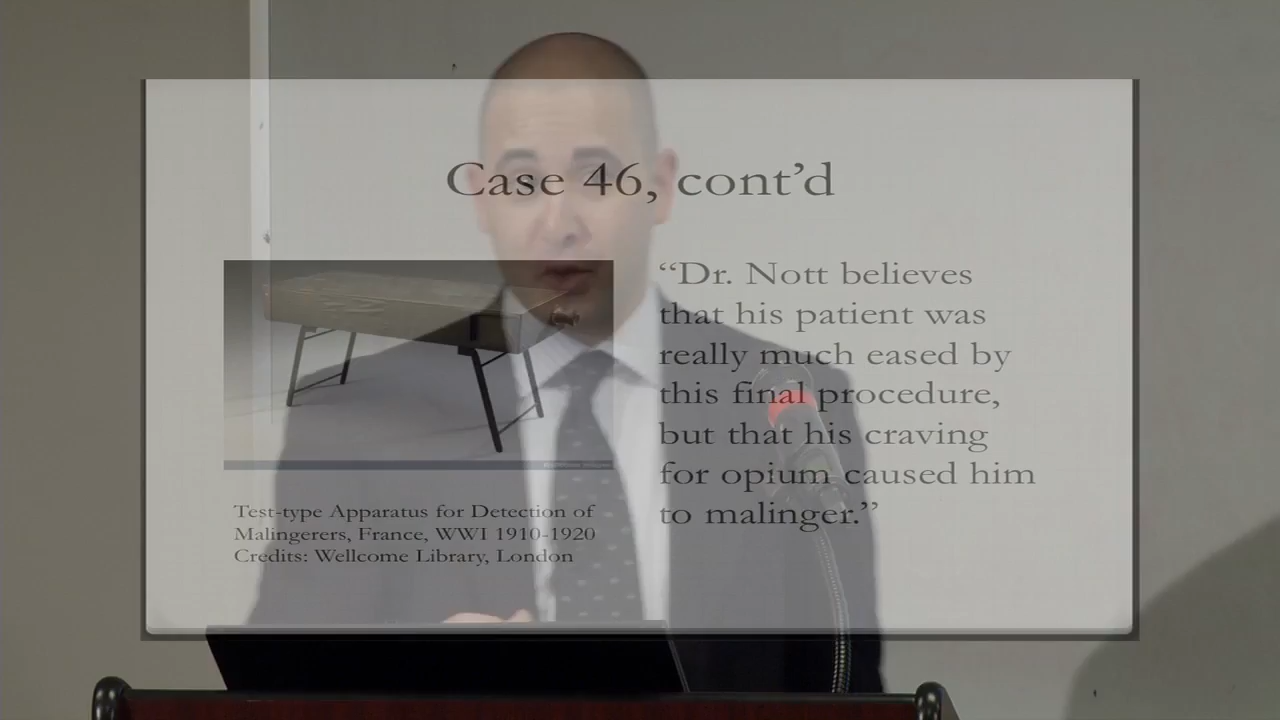 Case 46, cont’d
“Dr. Nott believes
that his patient was
really much eased by
this final procedure,
but that his craving
for opium caused him
to malinger.”
Test-type Apparatus for Detection of
Malingerers, France, WWI 1910-1920
Credits: Wellcome Library, London